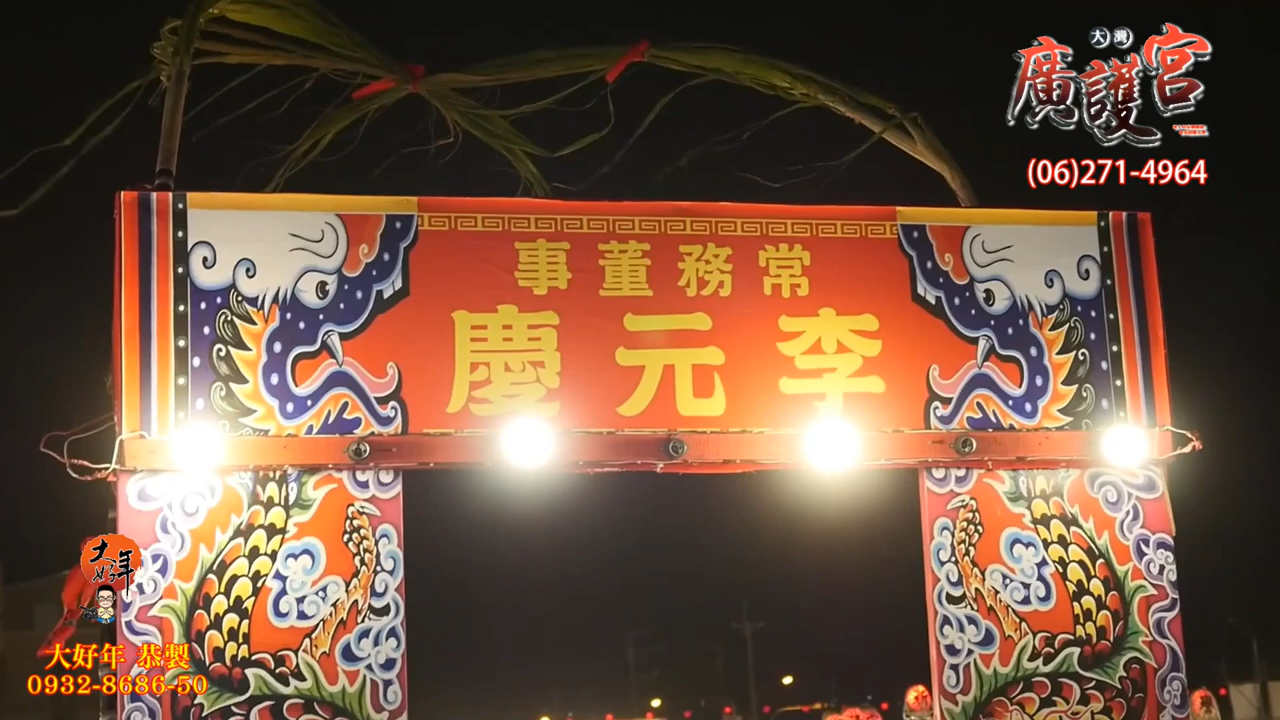 大灣
廣護宮
(06)271-4964
常務董事
李元慶
大好年
大好年 恭製
0932-8686-50